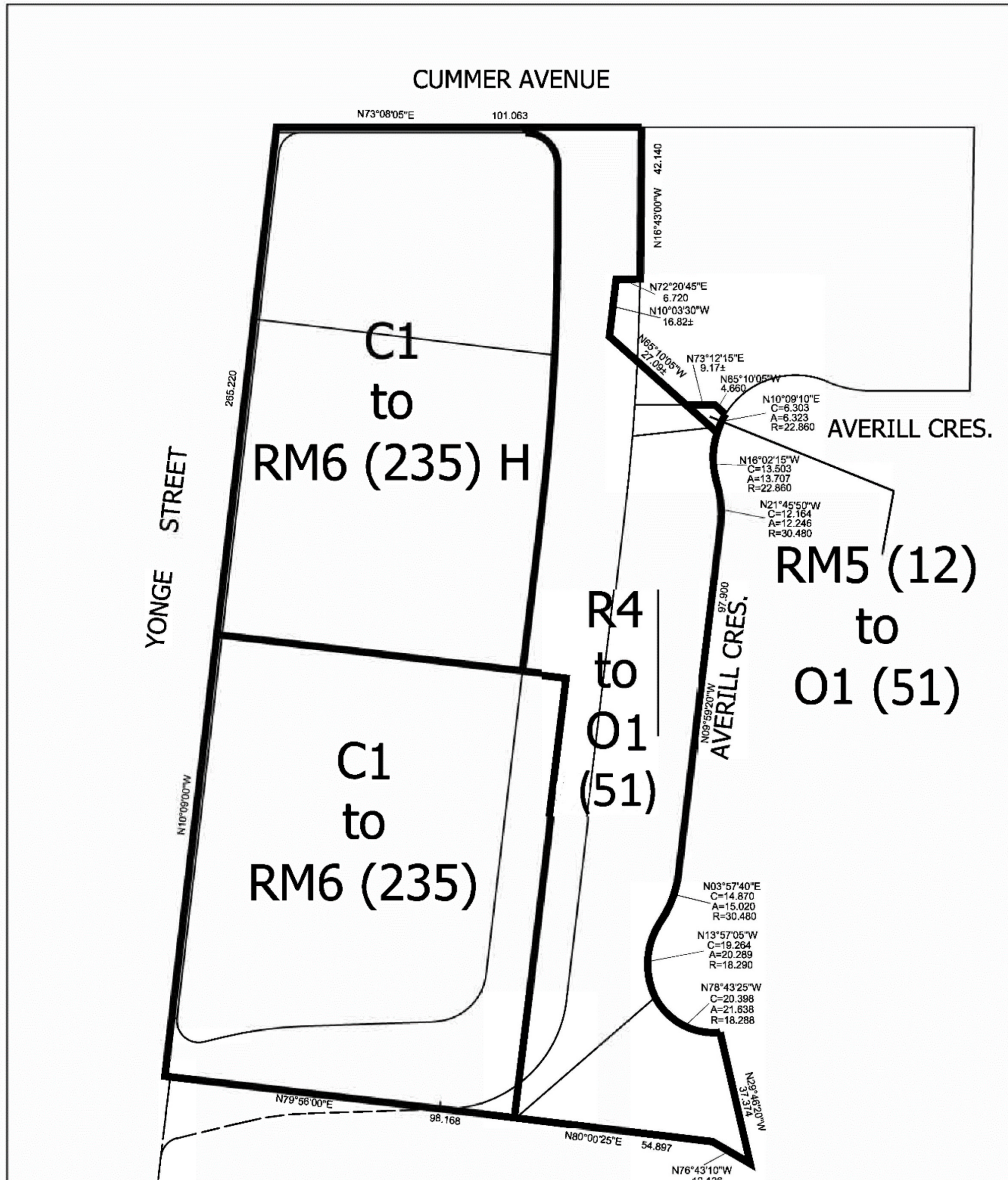 CUMMER AVENUE
N73°08'05"E 101.063
N16°43'00"W 42.140
N72°20'45"E
6.720
N10°03'30"W
16.82±
N65°10'05"W
27.09±
N73°12'15"E
9.17±
N65°10'05"W
4.660
N10°09'10"E
C=6.303
A=6.323
R=22.860
AVERILL CRES.
C1
to
RM6 (235) H
265.220
YONGE STREET
N16°02'15"W
C=13.503
A=13.707
R=22.860
N21°45'50"W
C=12.164
A=12.246
R=30.480
RM5 (12)
to
O1 (51)
R4
to
O1
(51)
97.900
N09°59'20"W
AVERILL CRES.
C1
to
RM6 (235)
N10°09'00"W
N03°57'40"E
C=14.870
A=15.020
R=30.480
N13°57'05"W
C=19.264
A=20.289
R=18.290
N78°43'25"W
C=20.398
A=21.638
R=18.288
N29°46'20"W
37.374
N79°56'00"E 98.168
N80°00'25"E 54.897
N76°43'10"W